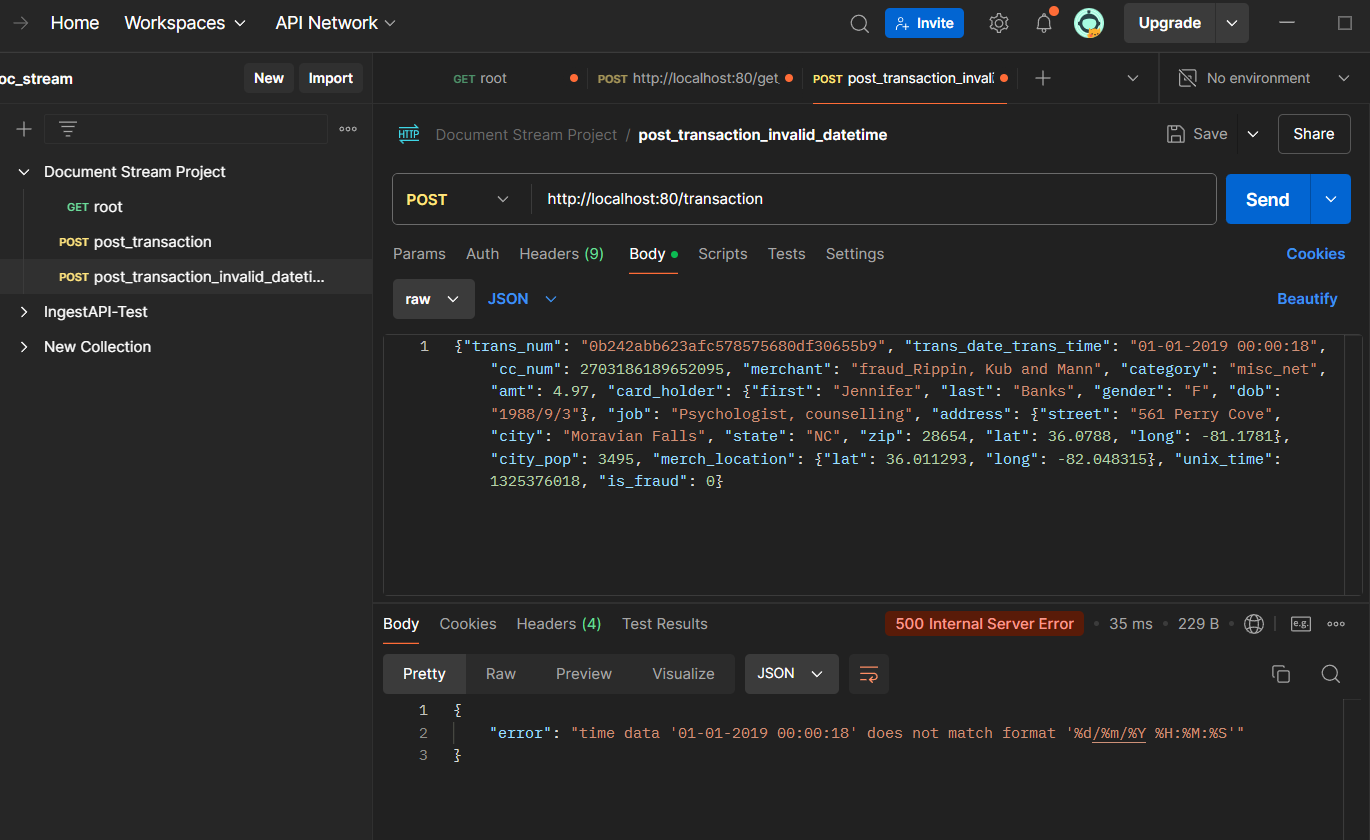 Home Workspaces API Network Invite Upgrade
oc_stream New Import
GET root POST http://localhost:80/get POST post_transaction_inval No environment
HTTP Document Stream Project / post_transaction_invalid_datetime Save Share
Document Stream Project
GET root
POST post_transaction
POST post_transaction_invalid_dateti...
IngestAPI-Test
New Collection
POST http://localhost:80/transaction Send
Params Auth Headers (9) Body Scripts Tests Settings Cookies
raw JSON Beautify
1 {"trans_num": "0b242abb623afc578575680df30655b9", "trans_date_trans_time": "01-01-2019 00:00:18",
"cc_num": 2703186189652095, "merchant": "fraud_Rippin, Kub and Mann", "category": "misc_net",
"amt": 4.97, "card_holder": {"first": "Jennifer", "last": "Banks", "gender": "F", "dob":
"1988/9/3"}, "job": "Psychologist, counselling", "address": {"street": "561 Perry Cove",
"city": "Moravian Falls", "state": "NC", "zip": 28654, "lat": 36.0788, "long": -81.1781},
"city_pop": 3495, "merch_location": {"lat": 36.011293, "long": -82.048315}, "unix_time":
1325376018, "is_fraud": 0}
Body Cookies Headers (4) Test Results 500 Internal Server Error 35 ms 229 B e.g.
Pretty Raw Preview Visualize JSON
1 {
2 "error": "time data '01-01-2019 00:00:18' does not match format '%d/%m/%Y %H:%M:%S'"
3 }